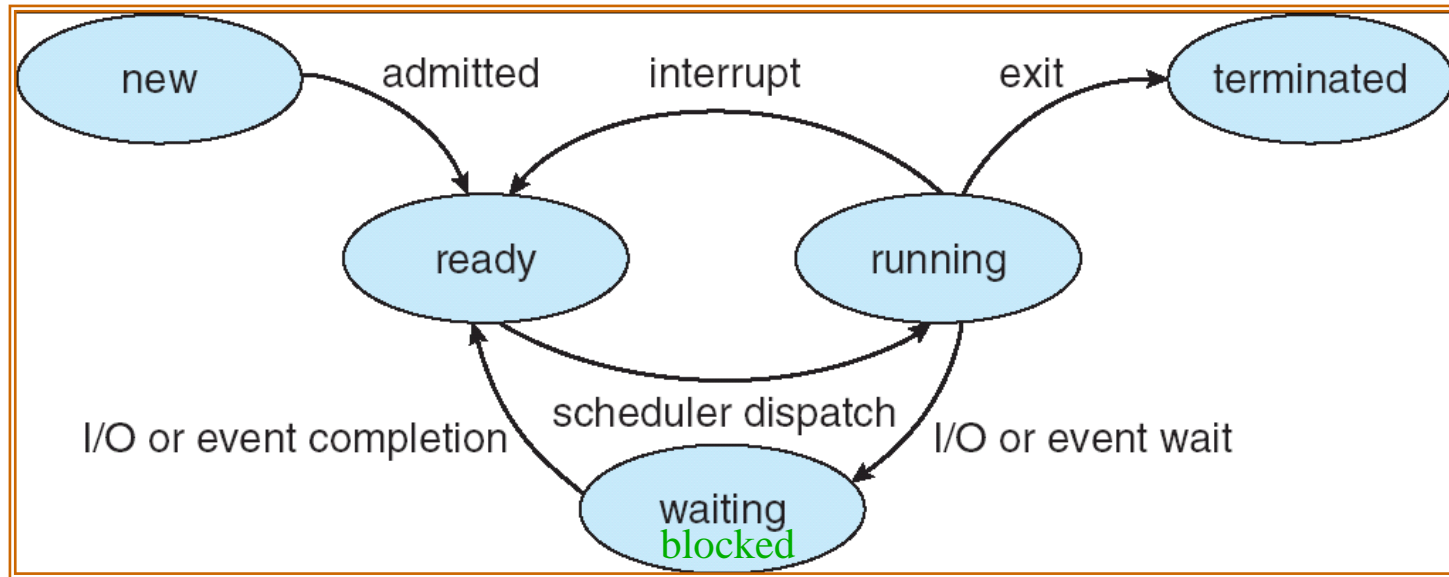 new
admitted
interrupt
exit
terminated
ready
running
scheduler dispatch
I/O or event completion
I/O or event wait
waiting
blocked